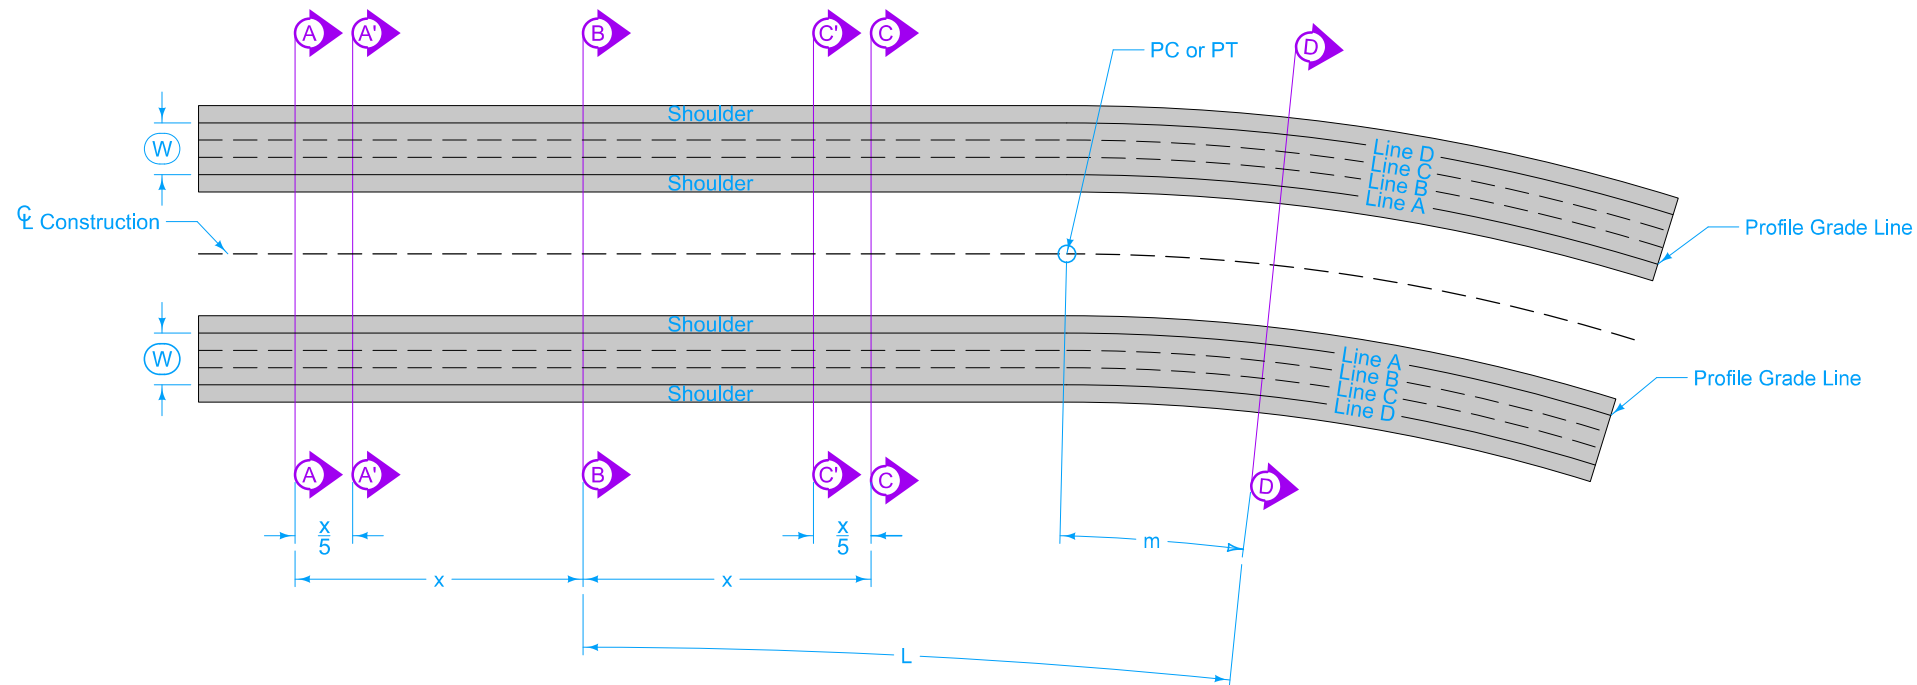 A A' B C' C D
PC or PT
Shoulder
W
Shoulder
Line D
Line C
Line B
Line A
℄ Construction
Profile Grade Line
Shoulder
W
Shoulder
Line A
Line B
Line C
Line D
Profile Grade Line
A A' B C' C D
x/5 x/5
m
x x
L